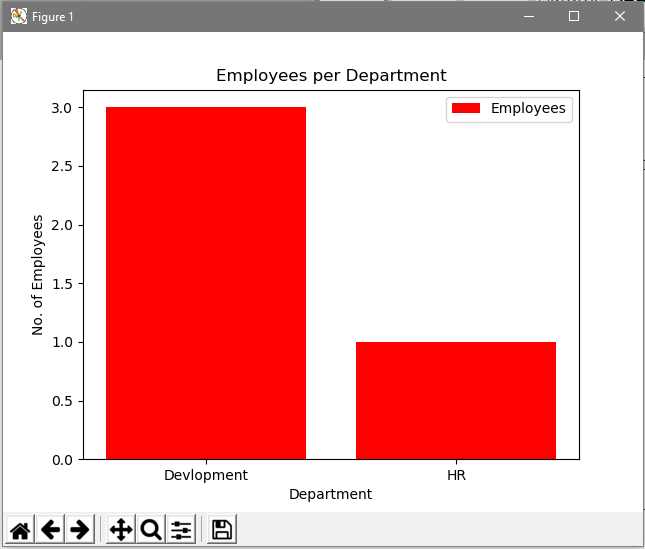 Figure 1
Employees per Department
Employees
3.0
2.5
2.0
1.5
1.0
0.5
0.0
No. of Employees
Devlopment
HR
Department